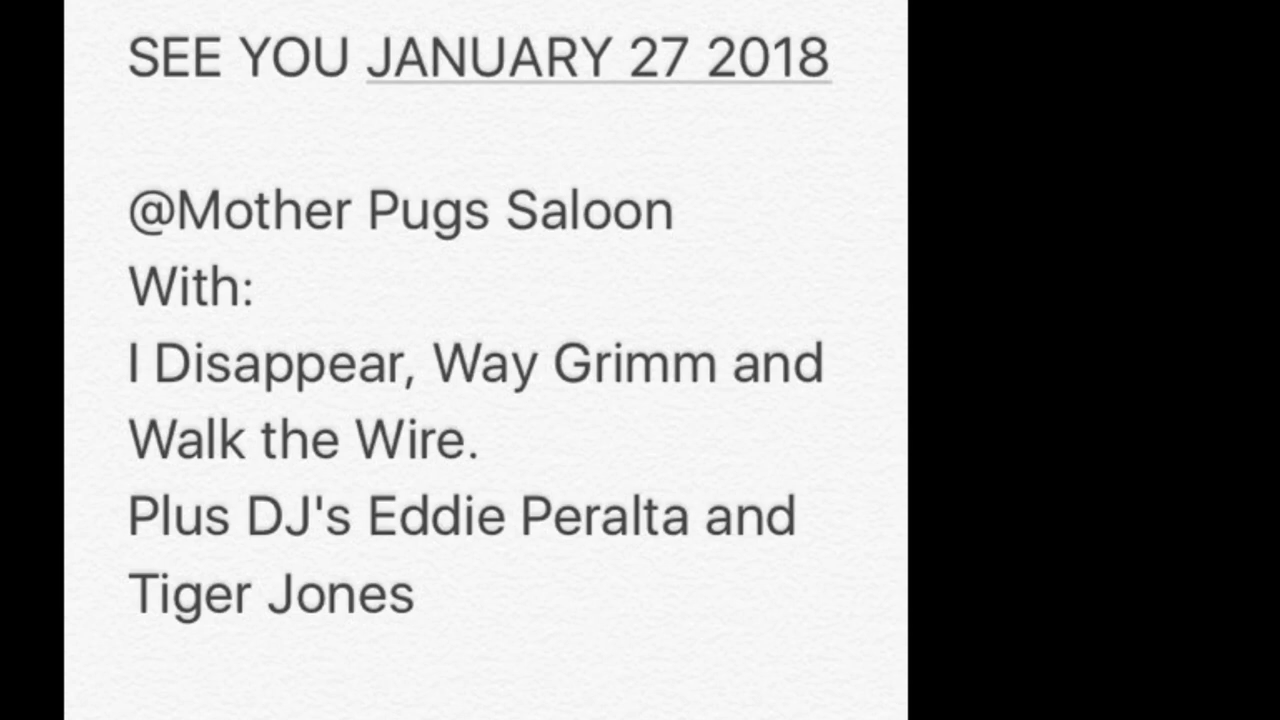 SEE YOU JANUARY 27 2018
@Mother Pugs Saloon
With:
I Disappear, Way Grimm and
Walk the Wire.
Plus DJ's Eddie Peralta and
Tiger Jones